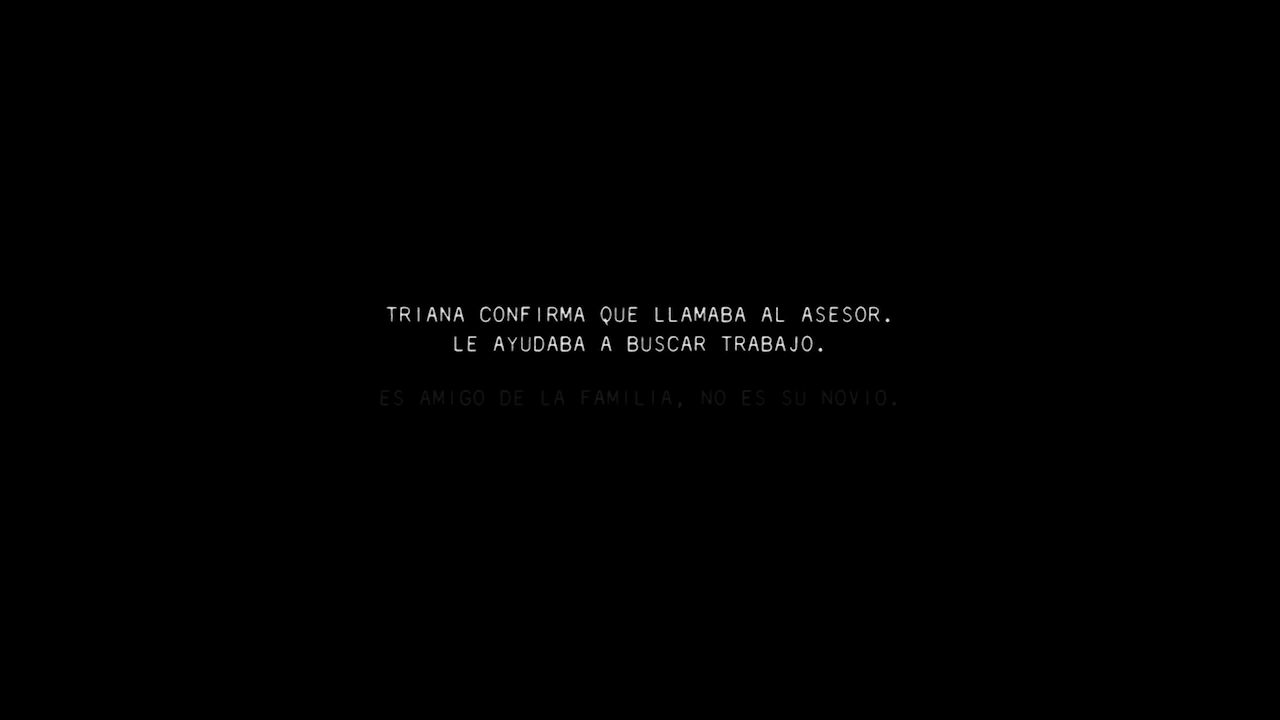 TRIANA CONFIRMA QUE LLAMABA AL ASESOR.
LE AYUDABA A BUSCAR TRABAJO.
ES AMIGO DE LA FAMILIA, NO ES SU NOVIO.